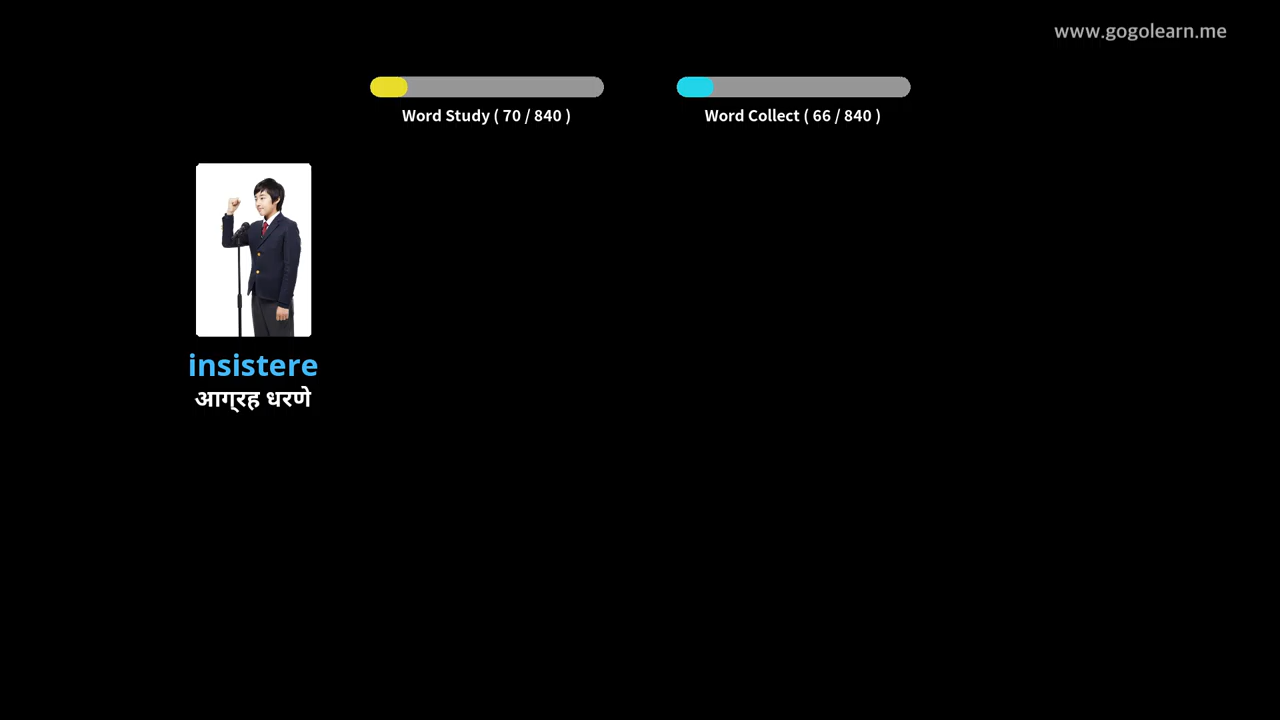 www.gogolearn.me
Word Study ( 70 / 840 )
Word Collect ( 66 / 840 )
insistere
आग्रह धरणे